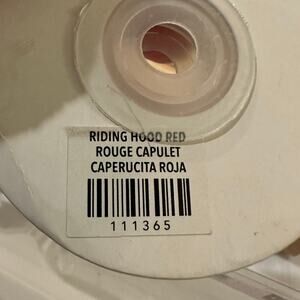 RIDING HOOD RED
ROUGE CAPULET
CAPERUCITA ROJA
111365